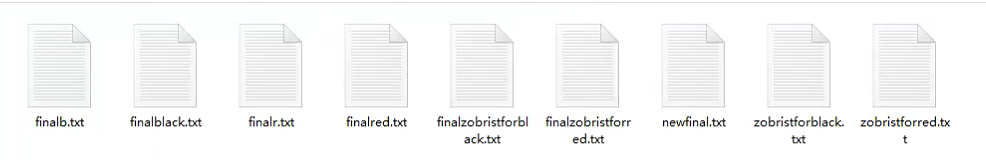 finalb.txt
finalblack.txt
finalr.txt
finalred.txt
finalzobristforbl
ack.txt
finalzobristforr
ed.txt
newfinal.txt
zobristforblack.
txt
zobristforred.tx
t